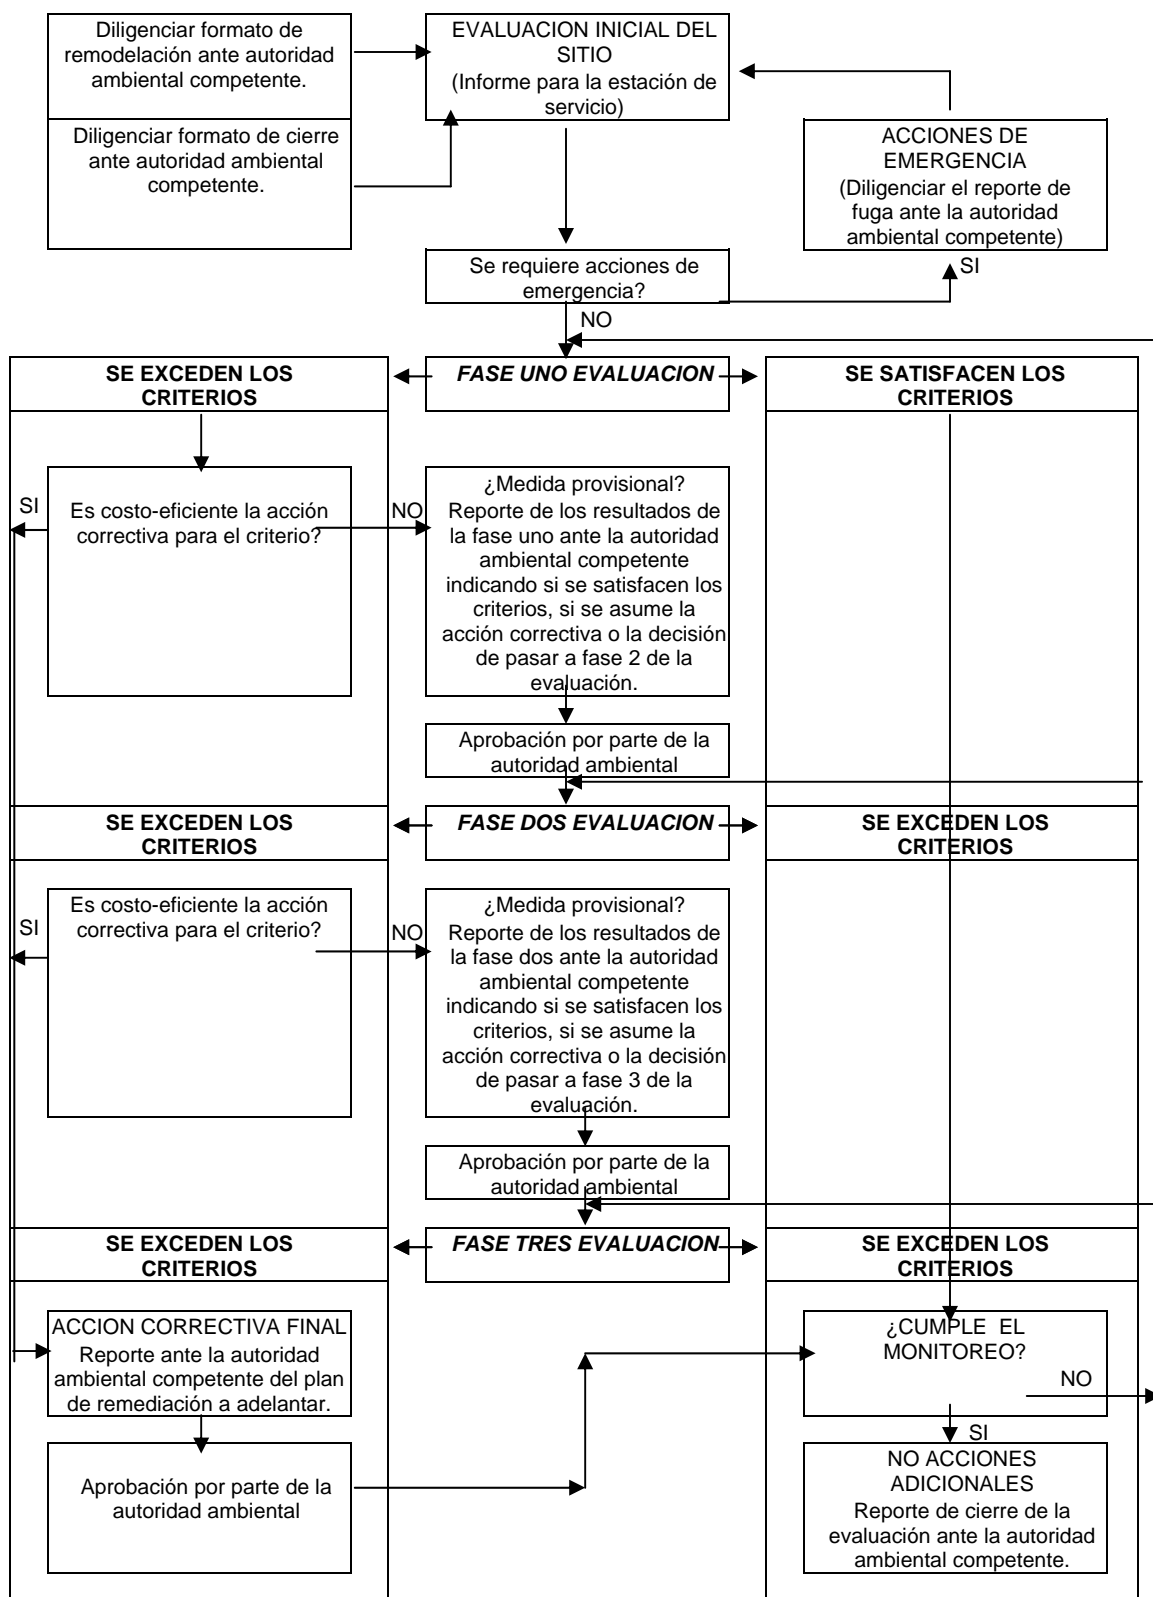 Diligenciar formato de
remodelación ante autoridad
ambiental competente.
Diligenciar formato de cierre
ante autoridad ambiental
competente.
EVALUACION INICIAL DEL
SITIO
(Informe para la estación de
servicio)
ACCIONES DE
EMERGENCIA
(Diligenciar el reporte de
fuga ante la autoridad
ambiental competente)
Se requiere acciones de
emergencia?
SI
NO
SE EXCEDEN LOS
CRITERIOS
FASE UNO EVALUACION
SE SATISFACEN LOS
CRITERIOS
SI
Es costo-eficiente la acción
correctiva para el criterio?
NO
¿Medida provisional?
Reporte de los resultados de
la fase uno ante la autoridad
ambiental competente
indicando si se satisfacen los
criterios, si se asume la
acción correctiva o la decisión
de pasar a fase 2 de la
evaluación.
Aprobación por parte de la
autoridad ambiental
SE EXCEDEN LOS
CRITERIOS
FASE DOS EVALUACION
SE EXCEDEN LOS
CRITERIOS
SI
Es costo-eficiente la acción
correctiva para el criterio?
NO
¿Medida provisional?
Reporte de los resultados de
la fase dos ante la autoridad
ambiental competente
indicando si se satisfacen los
criterios, si se asume la
acción correctiva o la decisión
de pasar a fase 3 de la
evaluación.
Aprobación por parte de la
autoridad ambiental
SE EXCEDEN LOS
CRITERIOS
FASE TRES EVALUACION
SE EXCEDEN LOS
CRITERIOS
ACCION CORRECTIVA FINAL
Reporte ante la autoridad
ambiental competente del plan
de remediación a adelantar.
Aprobación por parte de la
autoridad ambiental
¿CUMPLE EL
MONITOREO?
NO
SI
NO ACCIONES
ADICIONALES
Reporte de cierre de la
evaluación ante la autoridad
ambiental competente.